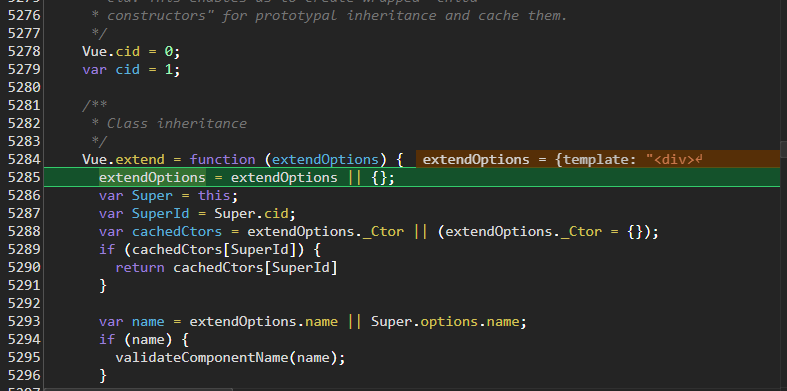 5276 * constructors" for prototypal inheritance and cache them.
5277 */
5278 Vue.cid = 0;
5279 var cid = 1;
5280
5281 /**
5282 * Class inheritance
5283 */
5284 Vue.extend = function (extendOptions) { extendOptions = {template: "<div>↵
5285 extendOptions = extendOptions || {};
5286 var Super = this;
5287 var SuperId = Super.cid;
5288 var cachedCtors = extendOptions._Ctor || (extendOptions._Ctor = {});
5289 if (cachedCtors[SuperId]) {
5290 return cachedCtors[SuperId]
5291 }
5292
5293 var name = extendOptions.name || Super.options.name;
5294 if (name) {
5295 validateComponentName(name);
5296 }